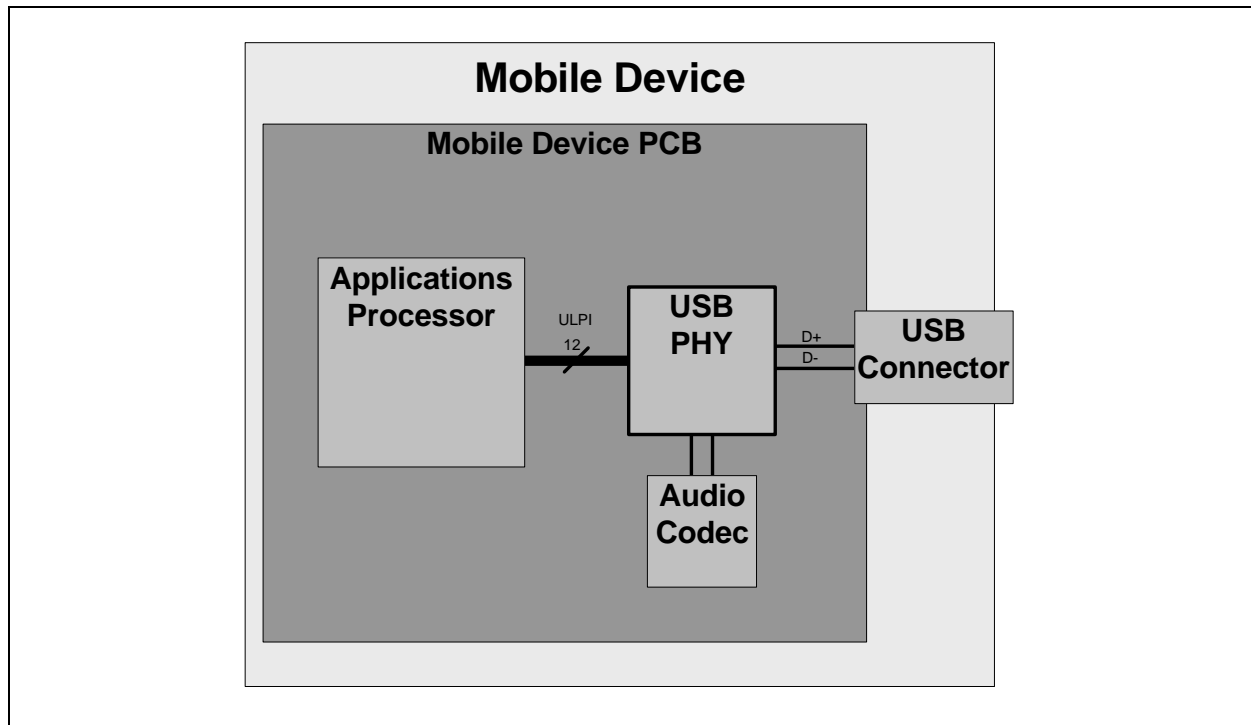 Mobile Device
Mobile Device PCB
Applications
Processor
ULPI
12
USB
PHY
D+
D-
USB
Connector
Audio
Codec